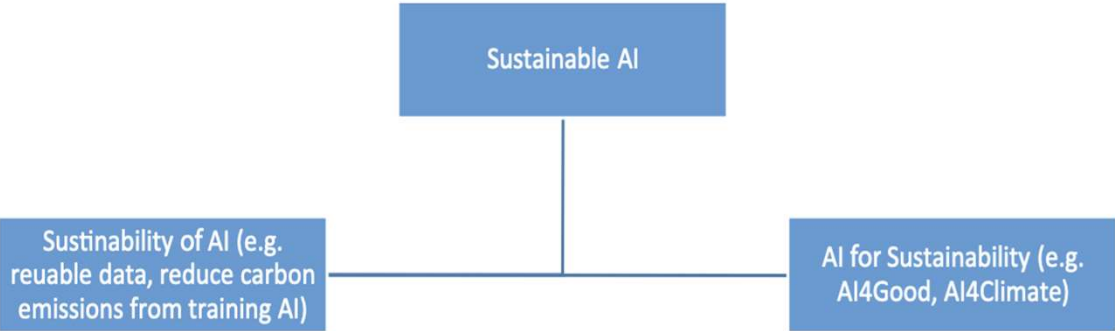 Sustainable AI
Sustinability of AI (e.g.
reuable data, reduce carbon
emissions from training AI)
AI for Sustainability (e.g.
AI4Good, AI4Climate)